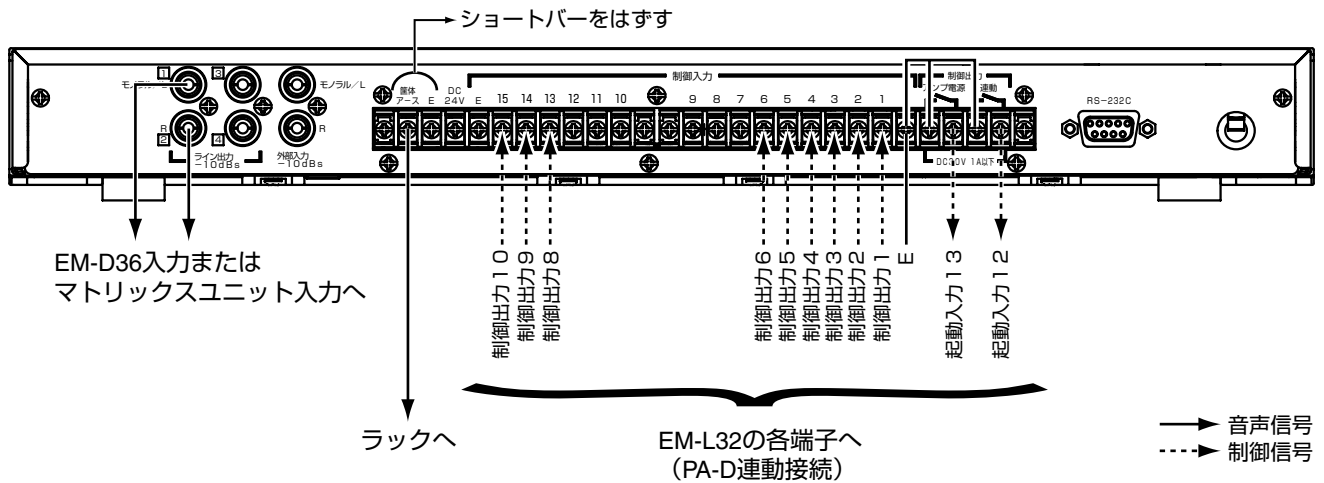 ショートバーをはずす
制御入力
制御出力
1
3
モノラル／L
筐体
アース
E
DC
24V
E
15
14
13
12
11
10
9
8
7
6
5
4
3
2
1
連動
RS-232C
R
2
4
R
ライン出力
−10dBs
外部入力
−10dBs
DC30V 1A以下
EM-D36入力または
マトリックスユニット入力へ
制御出力10
制御出力9
制御出力8
制御出力6
制御出力5
制御出力4
制御出力3
制御出力2
制御出力1
E
起動入力13
起動入力12
ラックへ
EM-L32の各端子へ
（PA-D連動接続）
音声信号
制御信号